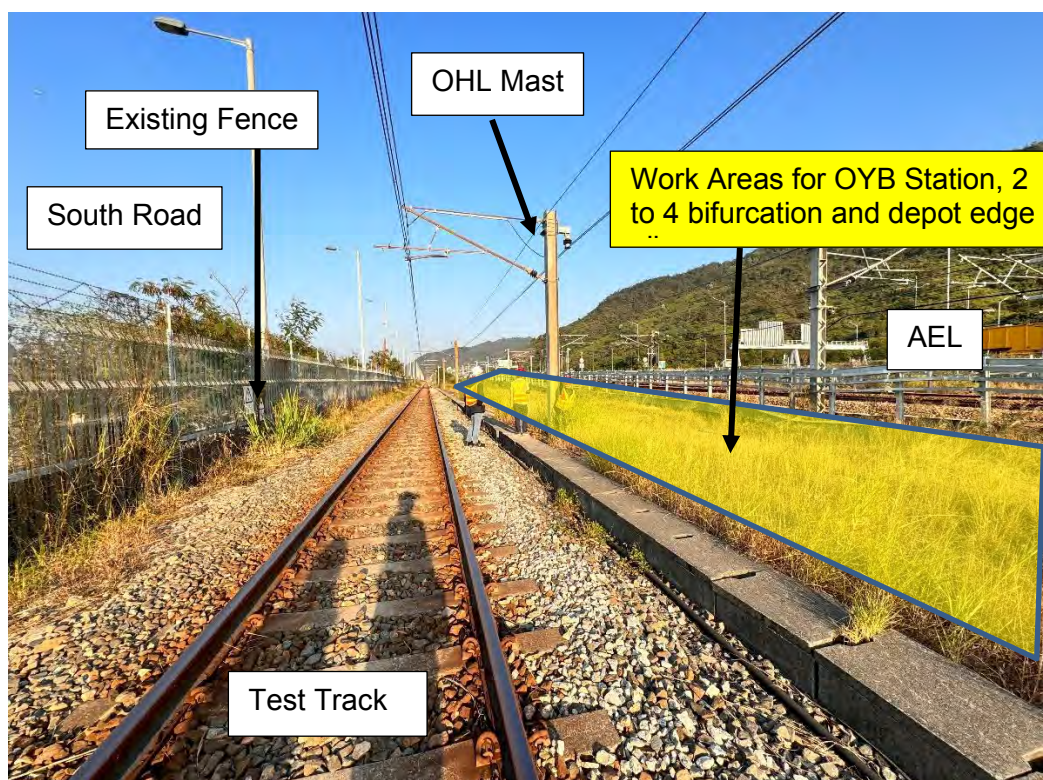 OHL Mast
Existing Fence
Work Areas for OYB Station, 2
to 4 bifurcation and depot edge
South Road
AEL
Test Track